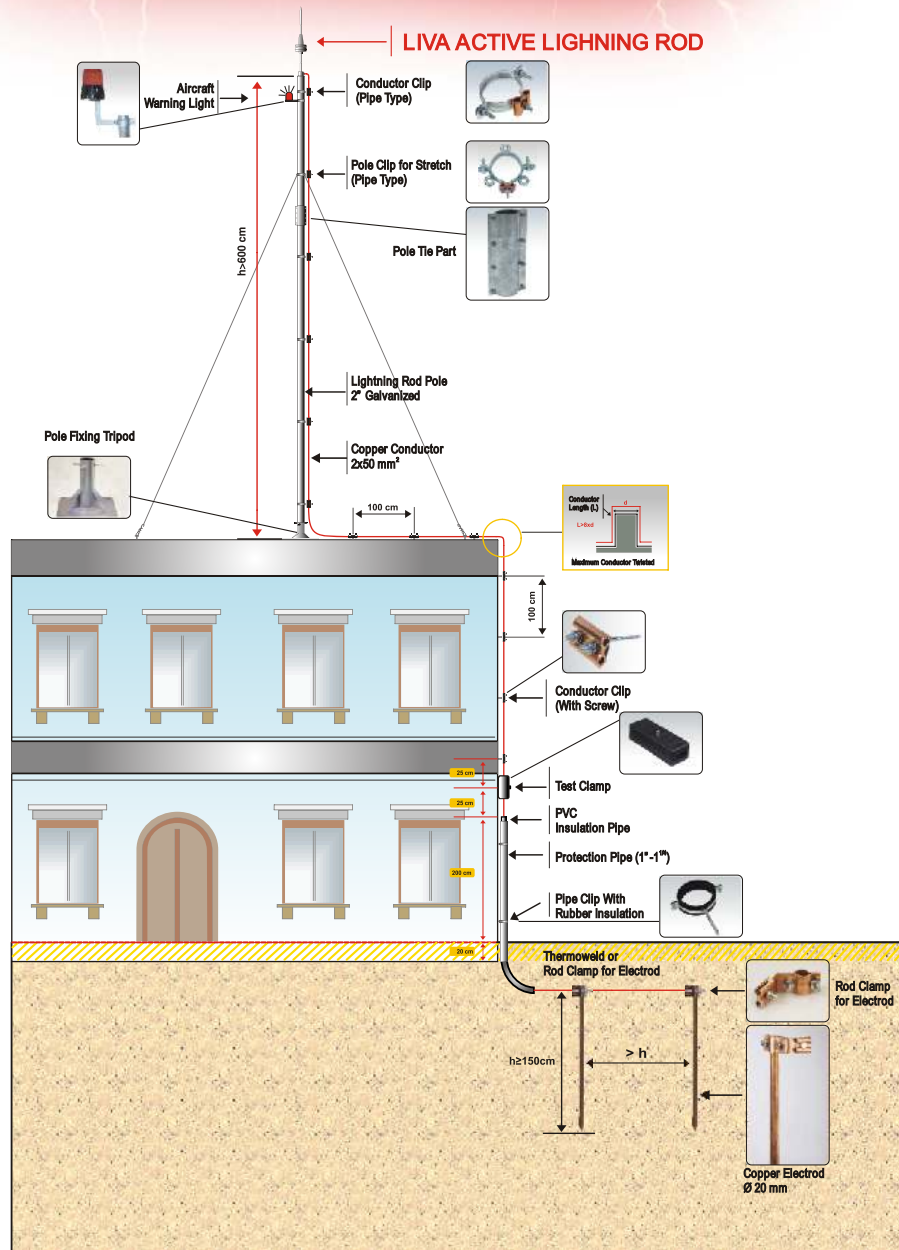 LIVA ACTIVE LIGHNING ROD
Aircraft
Warning Light
Conductor Clip
(Pipe Type)
Pole Clip for Stretch
(Pipe Type)
Pole Tie Part
h>600 cm
Lightning Rod Pole
2" Galvanized
Pole Fixing Tripod
Copper Conductor
2x50 mm²
100 cm
Conductor
Length (L)
d
L>8xd
Maximum Conductor Twisted
100 cm
Conductor Clip
(With Screw)
25 cm
Test Clamp
25 cm
PVC
Insulation Pipe
Protection Pipe (1"-1¹/⁴)
200 cm
Pipe Clip With
Rubber Insulation
20 cm
Thermoweld or
Rod Clamp for Electrod
Rod Clamp
for Electrod
h≥150cm
> h
Copper Electrod
Ø 20 mm